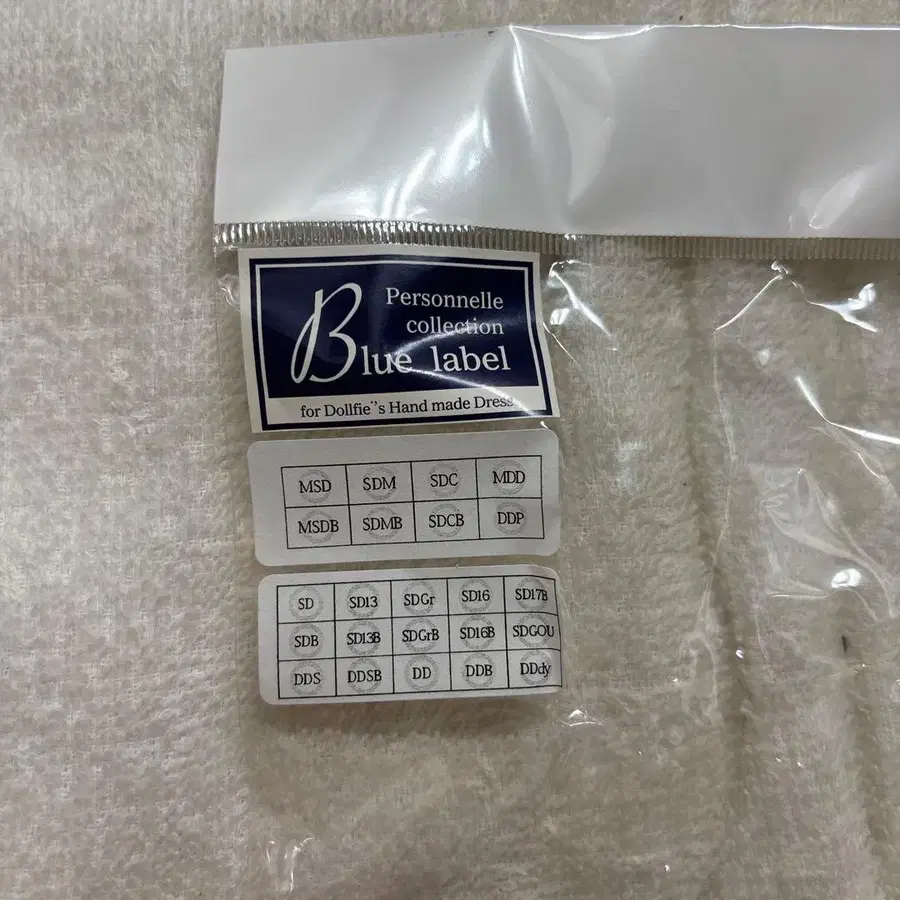 Personnelle
collection
Blue label
for Dollfie''s Hand made Dress
MSD SDM SDC MDD
MSDB SDMB SDCB DDP
SD SD13 SDGr SD16 SD17B
SDB SD13B SDGrB SD16B SDGOU
DDS DDSB DD DDB DDdy